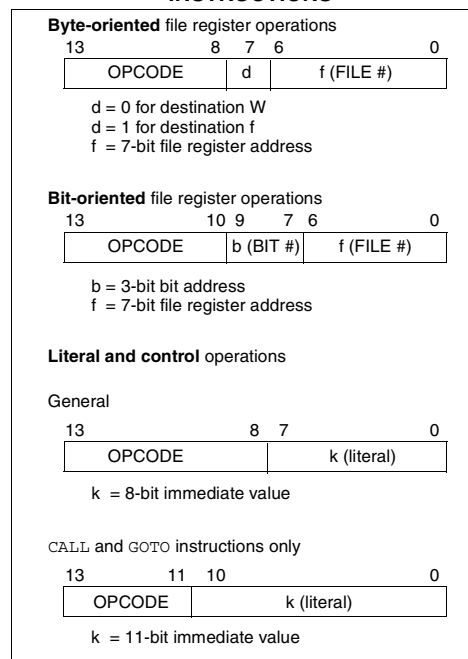 INSTRUCTIONS
Byte-oriented file register operations
13 8 7 6 0
OPCODE d f (FILE #)
d = 0 for destination W
d = 1 for destination f
f = 7-bit file register address
Bit-oriented file register operations
13 10 9 7 6 0
OPCODE b (BIT #) f (FILE #)
b = 3-bit bit address
f = 7-bit file register address
Literal and control operations
General
13 8 7 0
OPCODE k (literal)
k = 8-bit immediate value
CALL and GOTO instructions only
13 11 10 0
OPCODE k (literal)
k = 11-bit immediate value